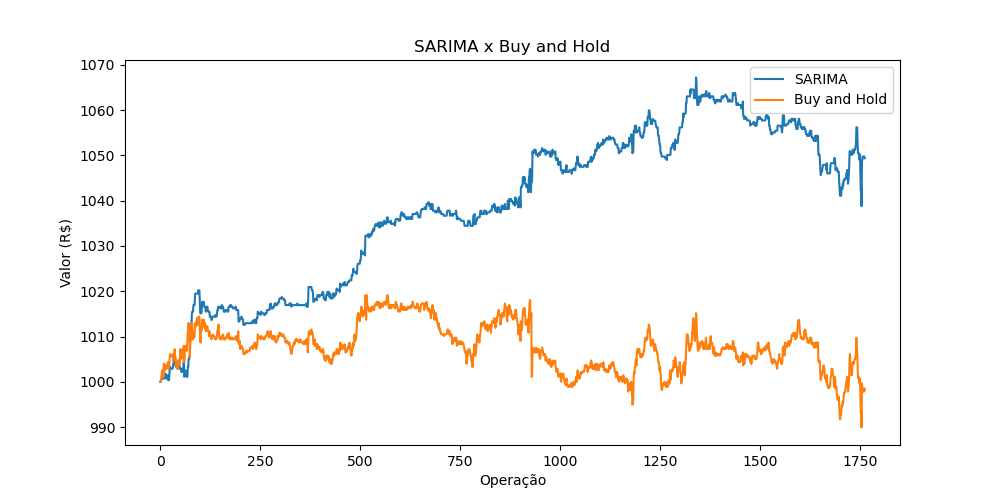 SARIMA x Buy and Hold
SARIMA
Buy and Hold
Valor (R$)
1070
1060
1050
1040
1030
1020
1010
1000
990
0 250 500 750 1000 1250 1500 1750
Operação